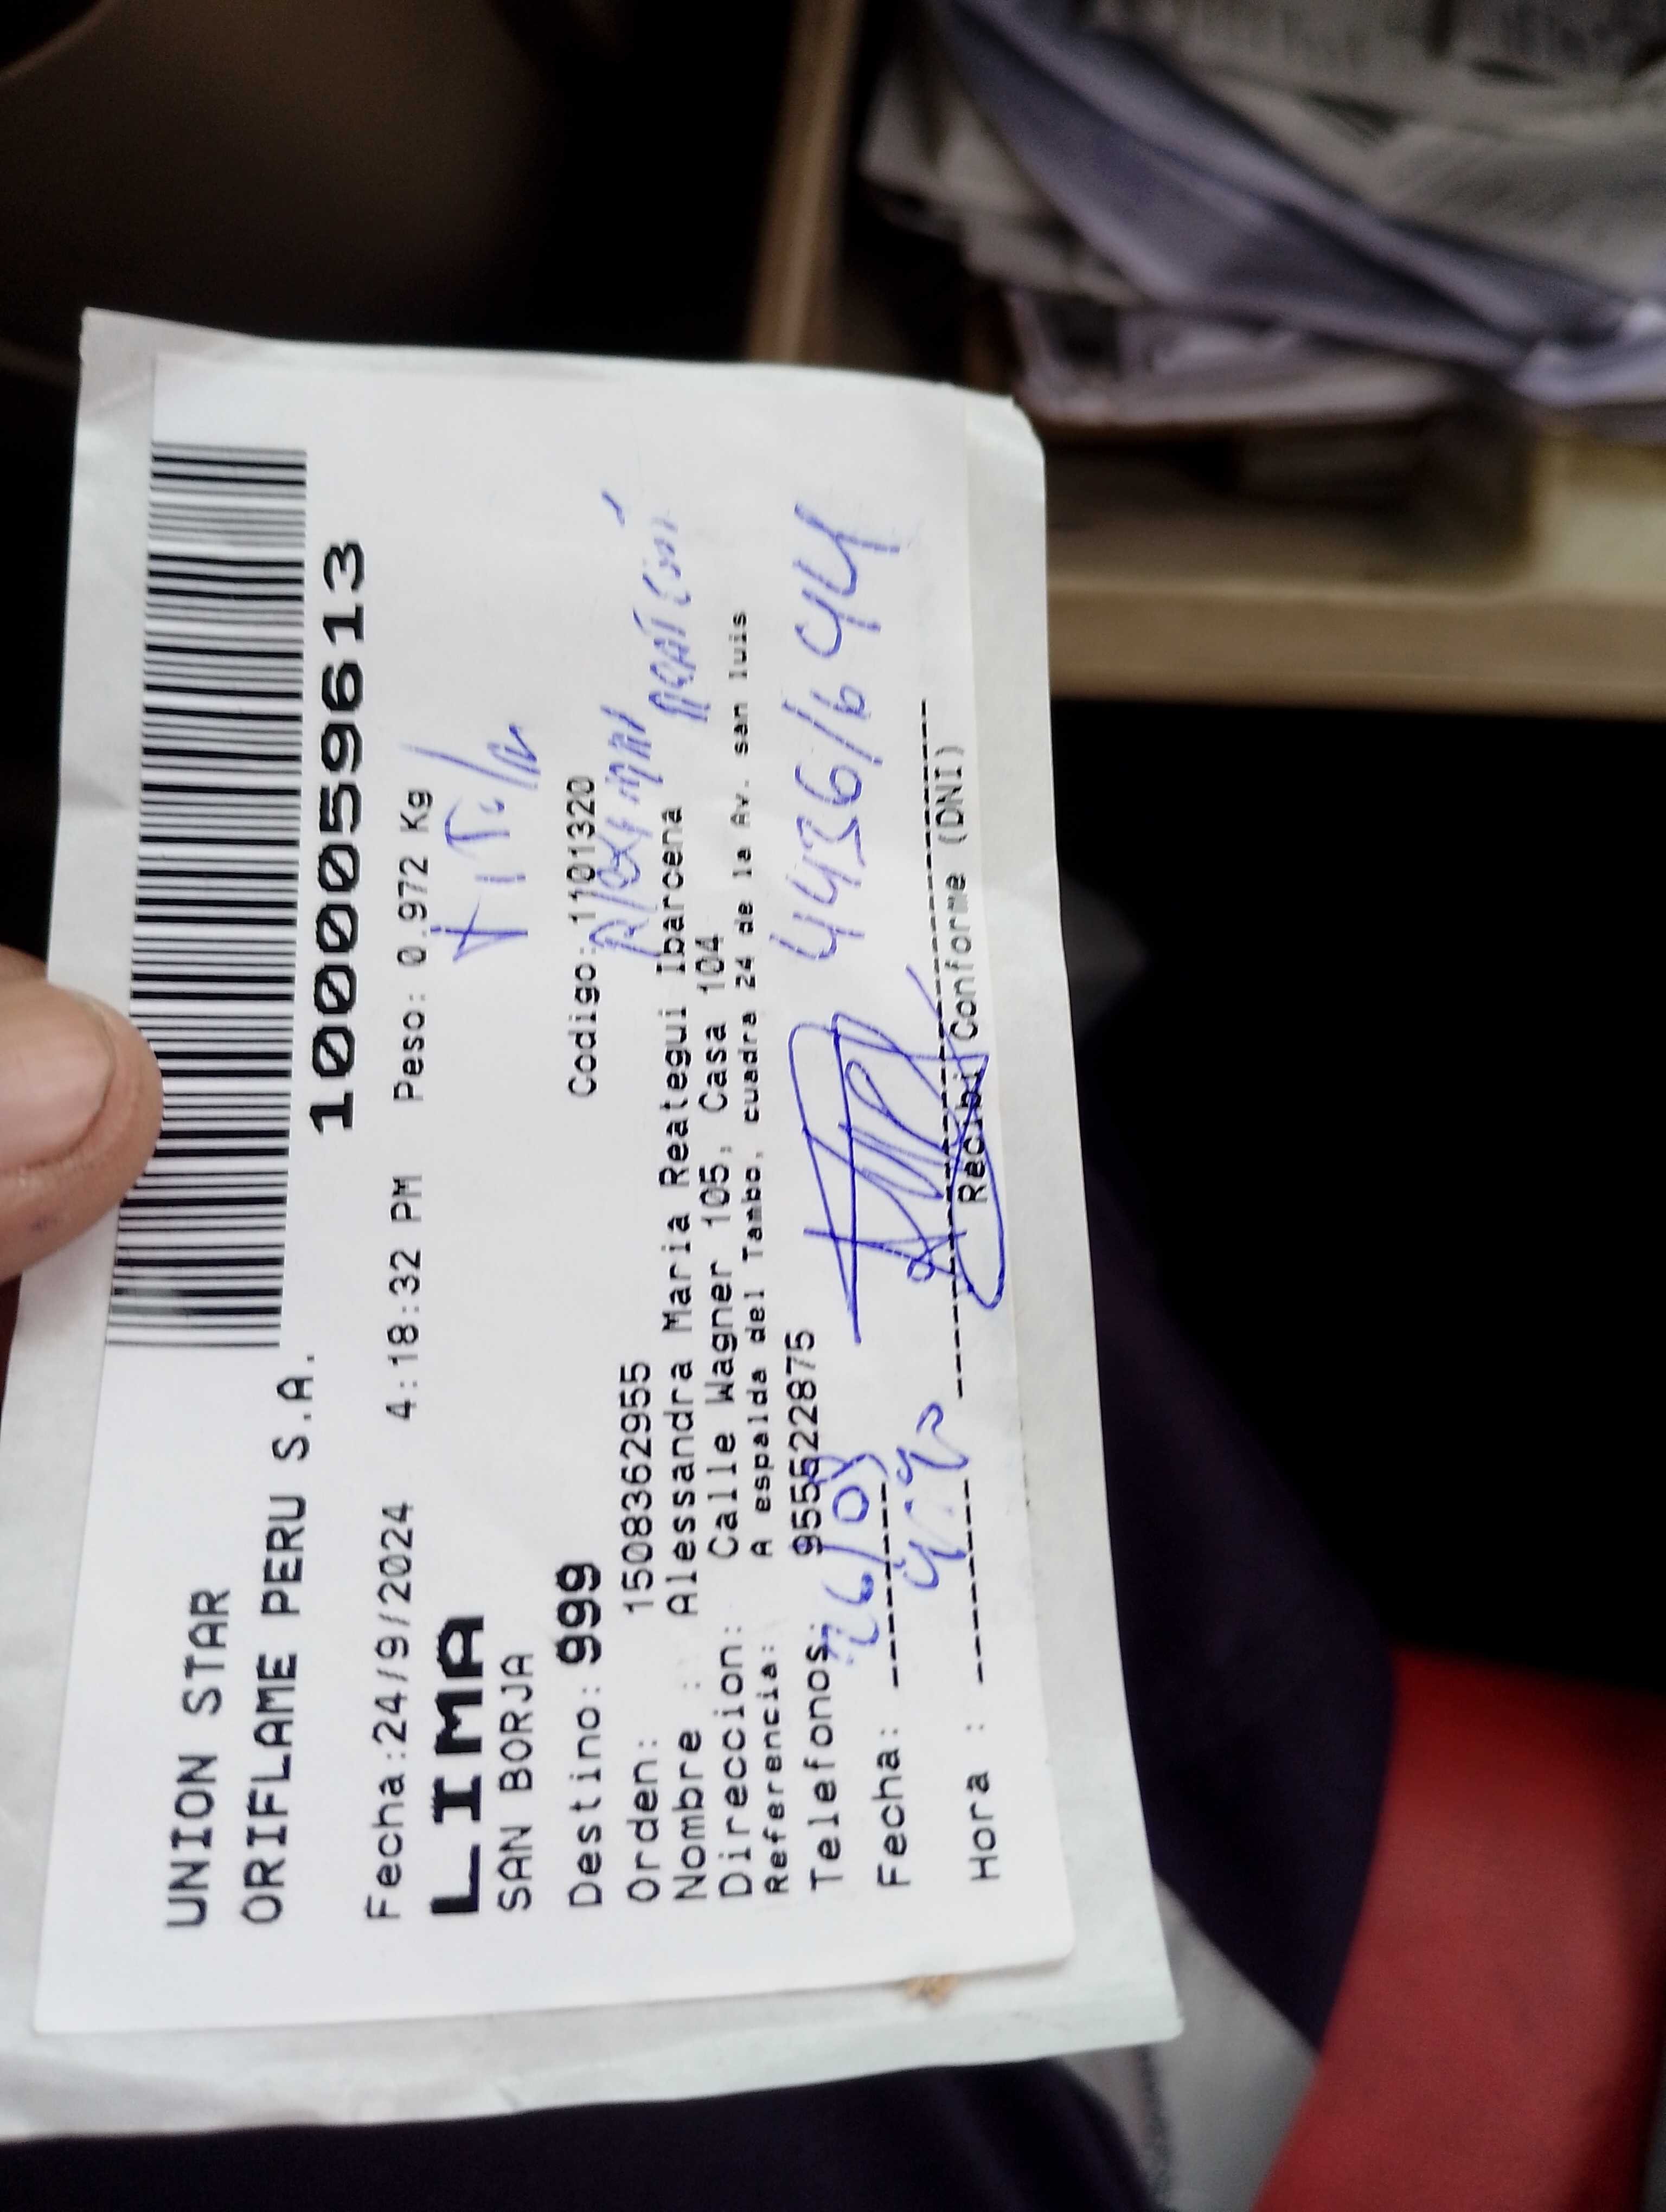 UNION STAR
ORIFLAME PERU S.A.
1000059613
Fecha:24/9/2024 4:18:32 PM Peso: 0.972 Kg
LIMA
SAN BORJA
Destino: 999 Codigo:1101320
Orden: 1508362955
Nombre : Alessandra Maria Reategui Ibarcena
Direccion: Calle Wagner 105, Casa 104
Referencia: A espalda del Tambo, cuadra 24 de la Av. san luis
Telefonos: 955522875
44361644
Fecha: 26/09
Hora :
Recibi Conforme (DNI)